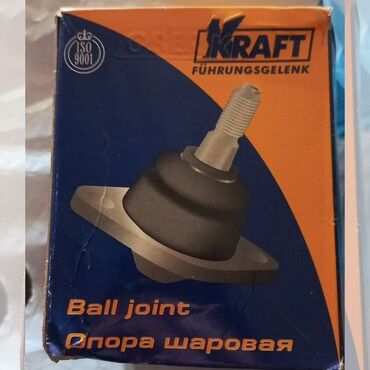 ISO
9001
KRAFT
FÜHRUNGSGELENK
Ball joint
Опора шаровая